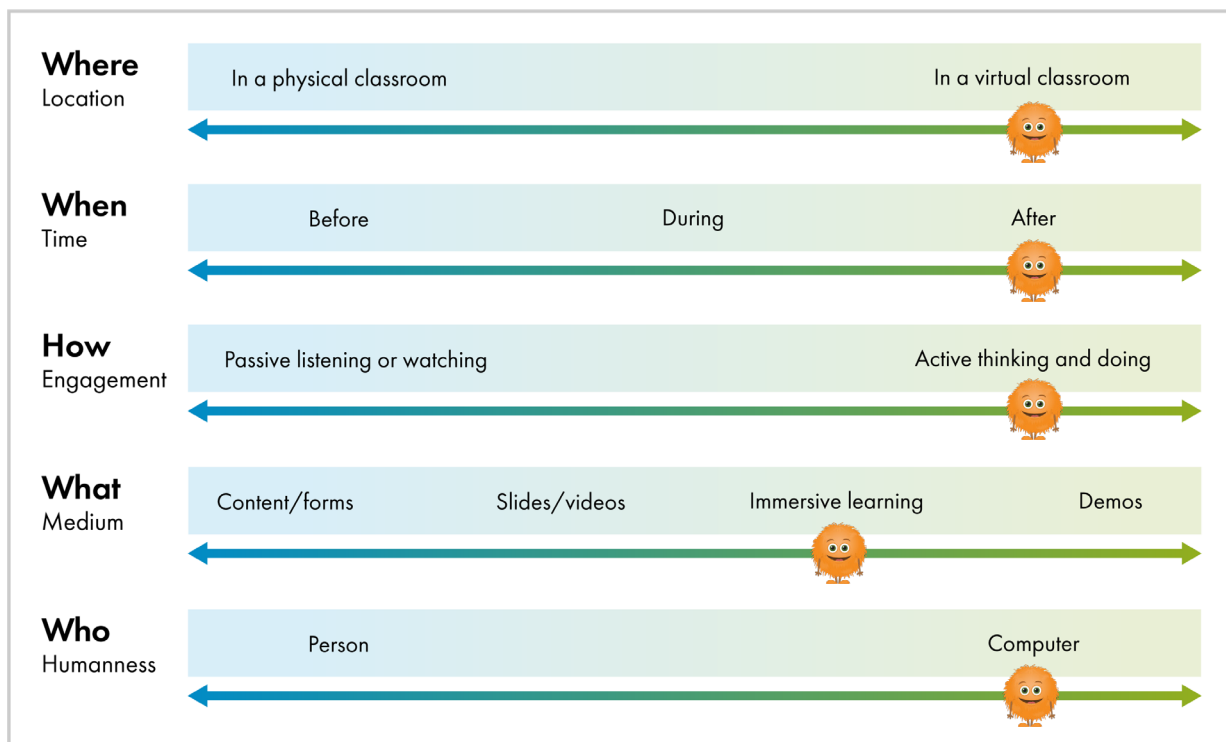 Where
Location
In a physical classroom
In a virtual classroom
When
Time
Before
During
After
How
Engagement
Passive listening or watching
Active thinking and doing
What
Medium
Content/forms
Slides/videos
Immersive learning
Demos
Who
Humanness
Person
Computer